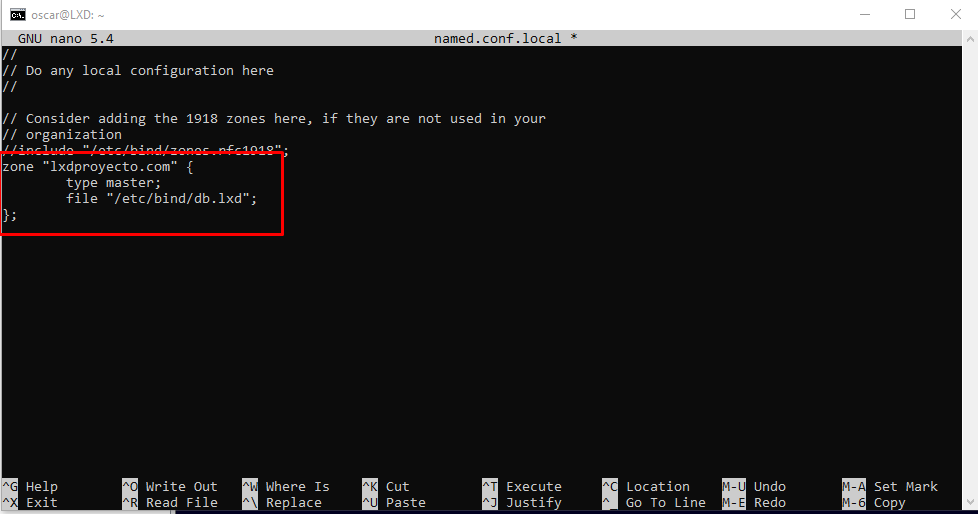 oscar@LXD: ~
GNU nano 5.4 named.conf.local *
//
// Do any local configuration here
//
// Consider adding the 1918 zones here, if they are not used in your
// organization
//include "/etc/bind/zones.rfc1918";
zone "lxdproyecto.com" {
        type master;
        file "/etc/bind/db.lxd";
};
^G Help ^O Write Out ^W Where Is ^K Cut ^T Execute ^C Location M-U Undo M-A Set Mark
^X Exit ^R Read File ^\ Replace ^U Paste ^J Justify ^_ Go To Line M-E Redo M-6 Copy